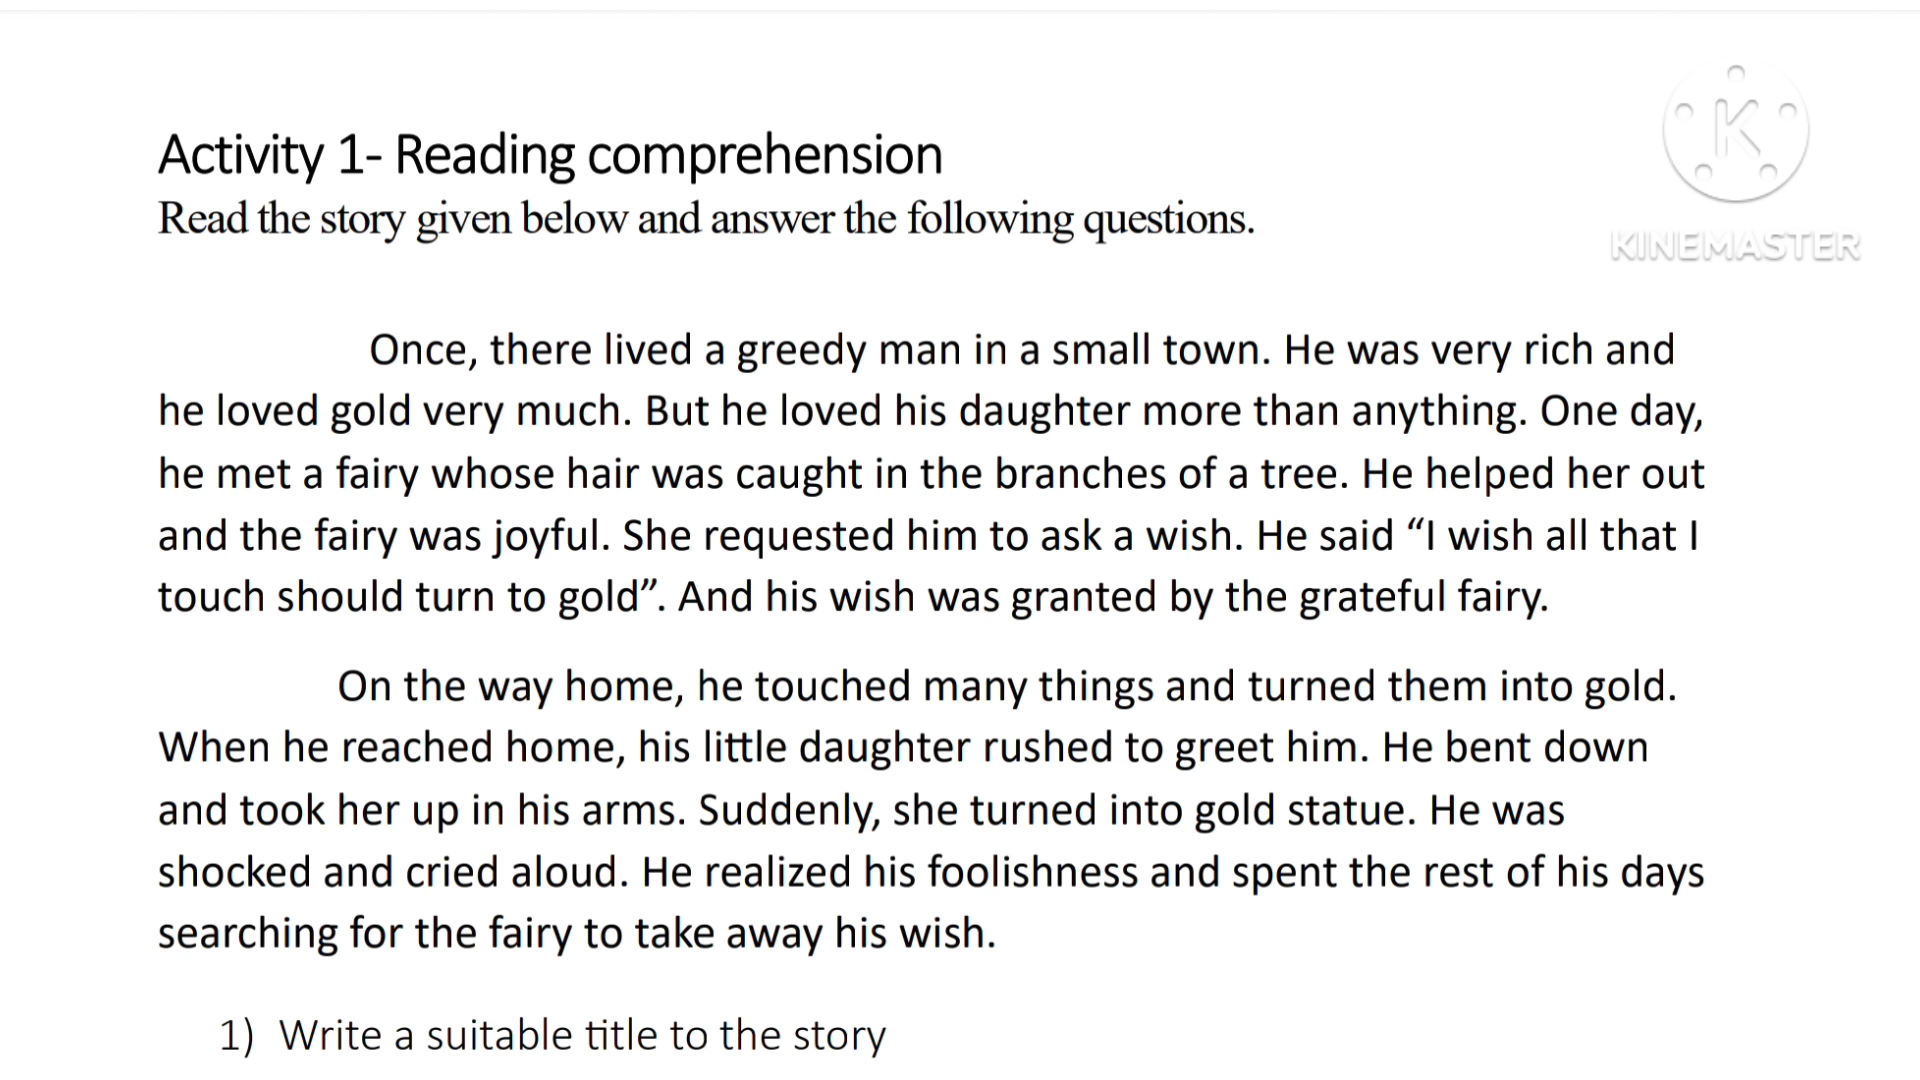 Activity 1- Reading comprehension
Read the story given below and answer the following questions.
K
KINEMASTER
Once, there lived a greedy man in a small town. He was very rich and
he loved gold very much. But he loved his daughter more than anything. One day,
he met a fairy whose hair was caught in the branches of a tree. He helped her out
and the fairy was joyful. She requested him to ask a wish. He said “I wish all that I
touch should turn to gold”. And his wish was granted by the grateful fairy.
On the way home, he touched many things and turned them into gold.
When he reached home, his little daughter rushed to greet him. He bent down
and took her up in his arms. Suddenly, she turned into gold statue. He was
shocked and cried aloud. He realized his foolishness and spent the rest of his days
searching for the fairy to take away his wish.
1) Write a suitable title to the story